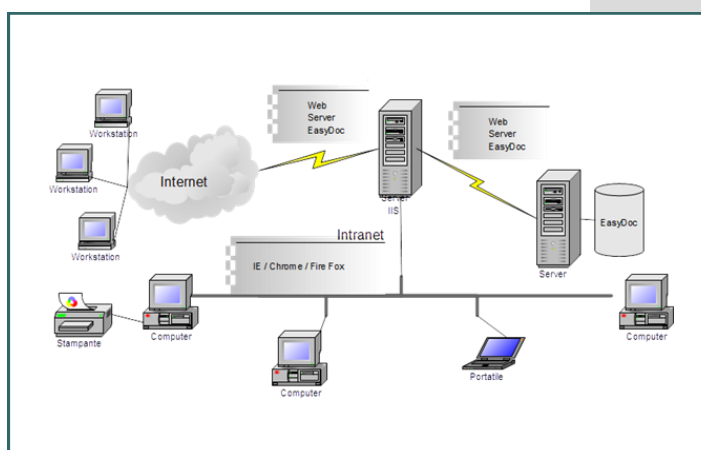 Workstation
Workstation
Workstation
Internet
Web
Server
EasyDoc
Server
IIS
Web
Server
EasyDoc
Server
EasyDoc
Intranet
IE / Chrome / Fire Fox
Stampante
Computer
Computer
Portatile
Computer